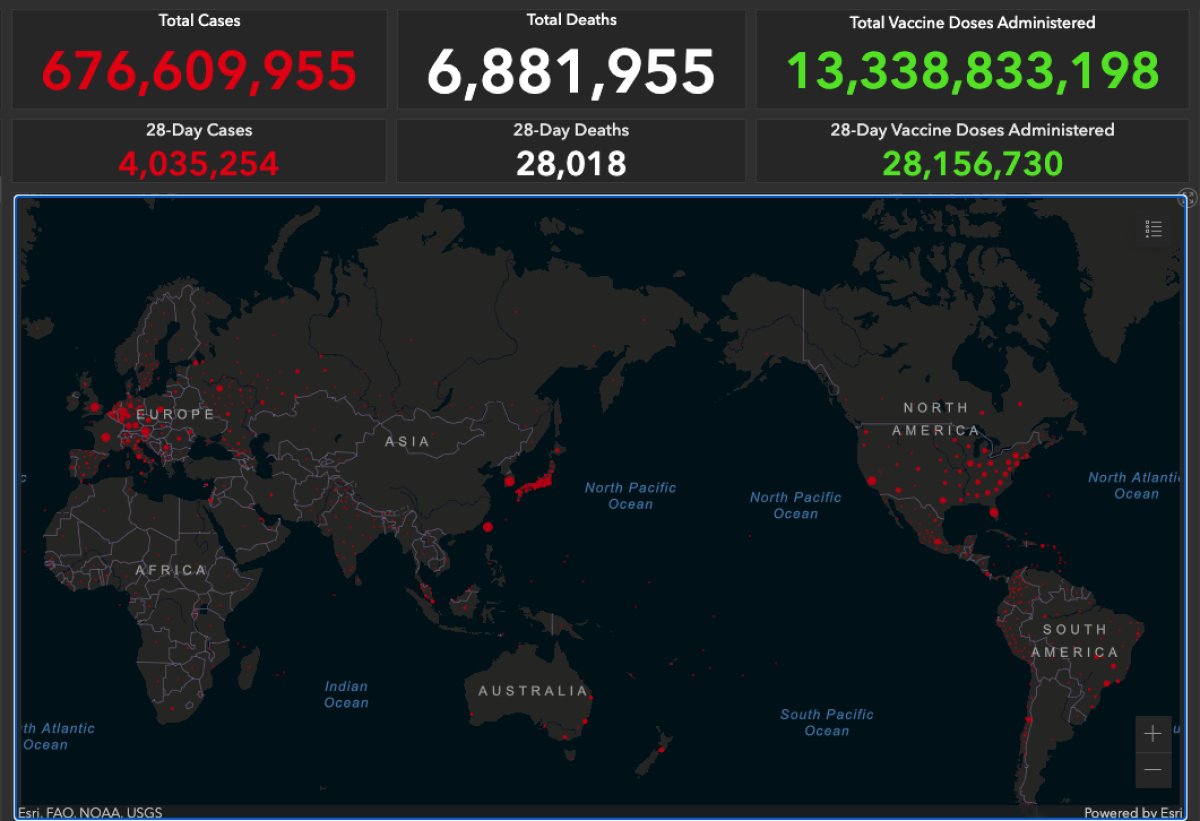 Total Cases
676,609,955
Total Deaths
6,881,955
Total Vaccine Doses Administered
13,338,833,198
28-Day Cases
4,035,254
28-Day Deaths
28,018
28-Day Vaccine Doses Administered
28,156,730
EUROPE
ASIA
NORTH
AMERICA
North Pacific
Ocean
North Pacific
Ocean
North Atlanti
Ocean
AFRICA
SOUTH
AMERICA
Indian
Ocean
AUSTRALIA
th Atlantic
Ocean
South Pacific
Ocean
Esri, FAO, NOAA, USGS
Powered by Esri